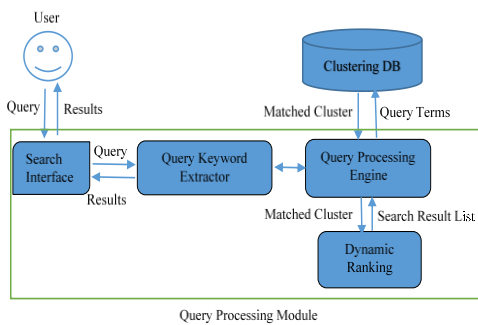 User
Clustering DB
Query
Results
Matched Cluster
Query Terms
Search
Interface
Query
Results
Query Keyword
Extractor
Query Processing
Engine
Matched Cluster
Search Result List
Dynamic
Ranking
Query Processing Module